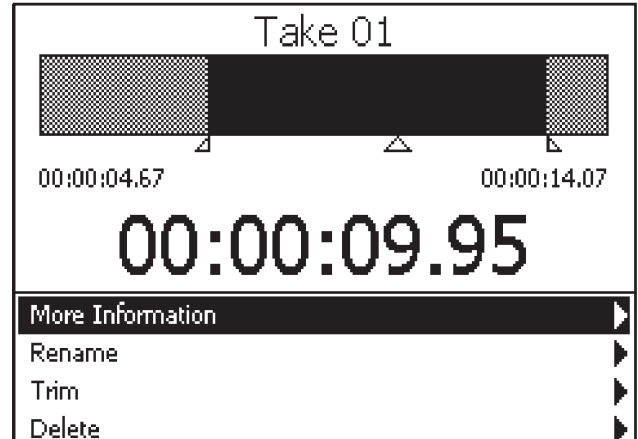 Take 01
00:00:04.67 00:00:14.07
00:00:09.95
More Information
Rename
Trim
Delete